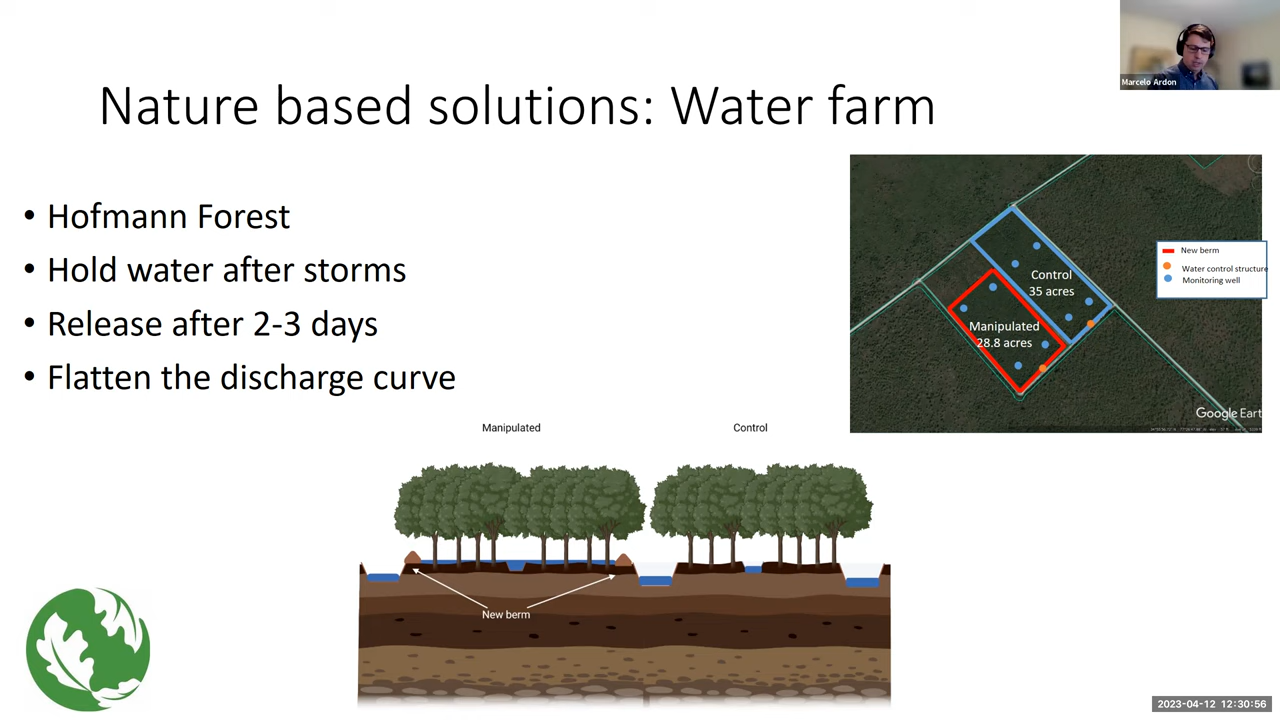 Marcelo Ardon
Nature based solutions: Water farm
• Hofmann Forest
• Hold water after storms
• Release after 2-3 days
• Flatten the discharge curve
New berm
Water control structure
Monitoring well
Control
35 acres
Manipulated
28.8 acres
Google Eart
Manipulated
Control
New berm
2023-04-12 12:30:56